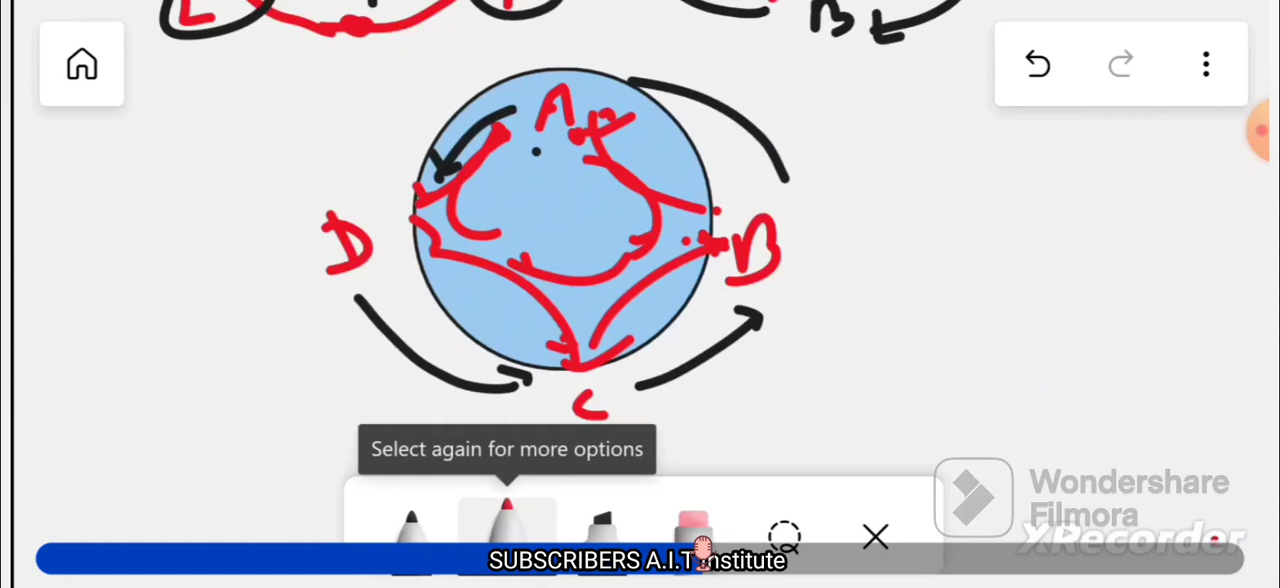 L
B
A
D
B
C
Select again for more options
Wondershare
Filmora
XRecorder
SUBSCRIBERS A.I.T nstitute